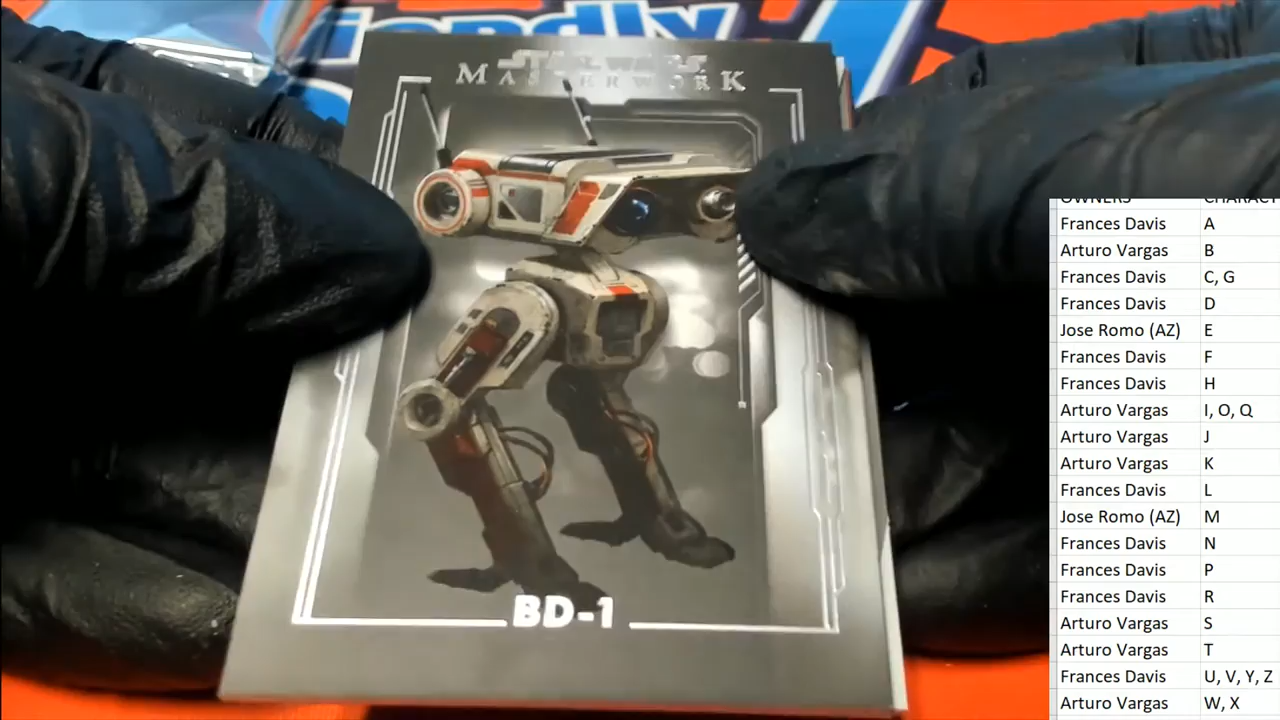 iendly
STAR WARS
MASTERWORK
BD-1
OWNERS
Frances Davis A
Arturo Vargas B
Frances Davis C, G
Frances Davis D
Jose Romo (AZ) E
Frances Davis F
Frances Davis H
Arturo Vargas I, O, Q
Arturo Vargas J
Arturo Vargas K
Frances Davis L
Jose Romo (AZ) M
Frances Davis N
Frances Davis P
Frances Davis R
Arturo Vargas S
Arturo Vargas T
Frances Davis U, V, Y, Z
Arturo Vargas W, X